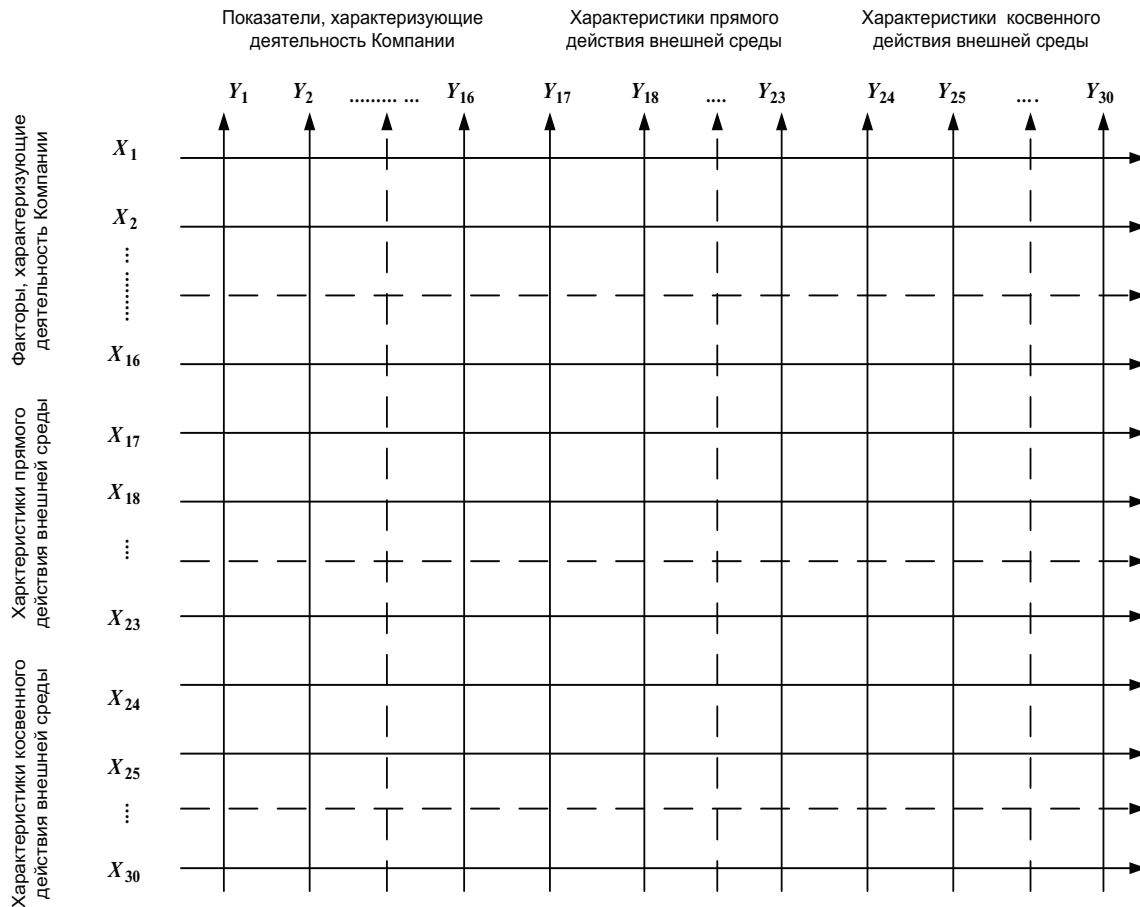 Показатели, характеризующие
деятельность Компании
Характеристики прямого
действия внешней среды
Характеристики косвенного
действия внешней среды
Y1 Y2 ......... ... Y16 Y17 Y18 .... Y23 Y24 Y25 .... Y30
Факторы, характеризующие
деятельность Компании
X1
X2
... ..........
X16
Харктеристики прямого
действия внешней среды
X17
X18
....
X23
Характеристики косвенного
действия внешней среды
X24
X25
....
X30